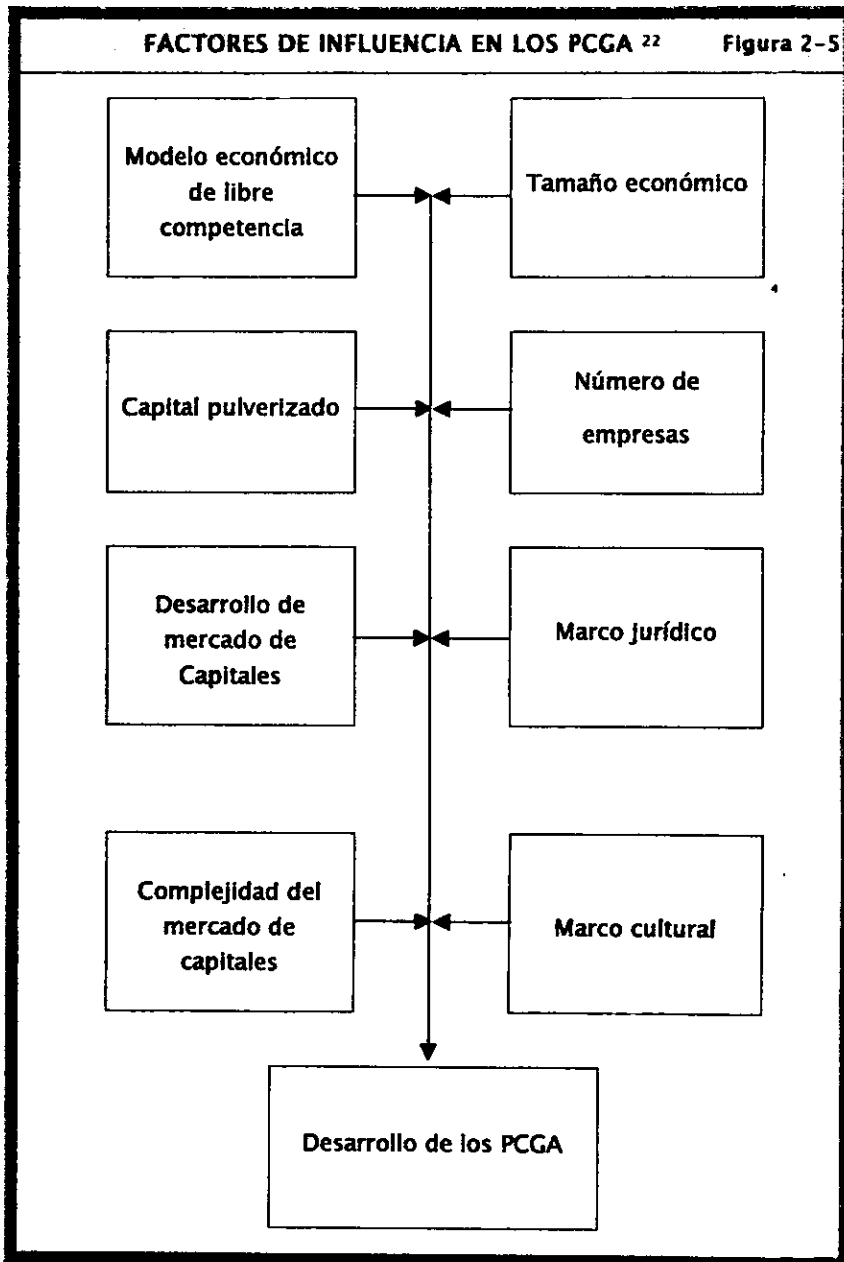 FACTORES DE INFLUENCIA EN LOS PCGA 22 Figura 2-5
Modelo económico
de libre
competencia
Tamaño económico
Capital pulverizado
Número de
empresas
Desarrollo de
mercado de
Capitales
Marco jurídico
Complejidad del
mercado de
capitales
Marco cultural
Desarrollo de los PCGA